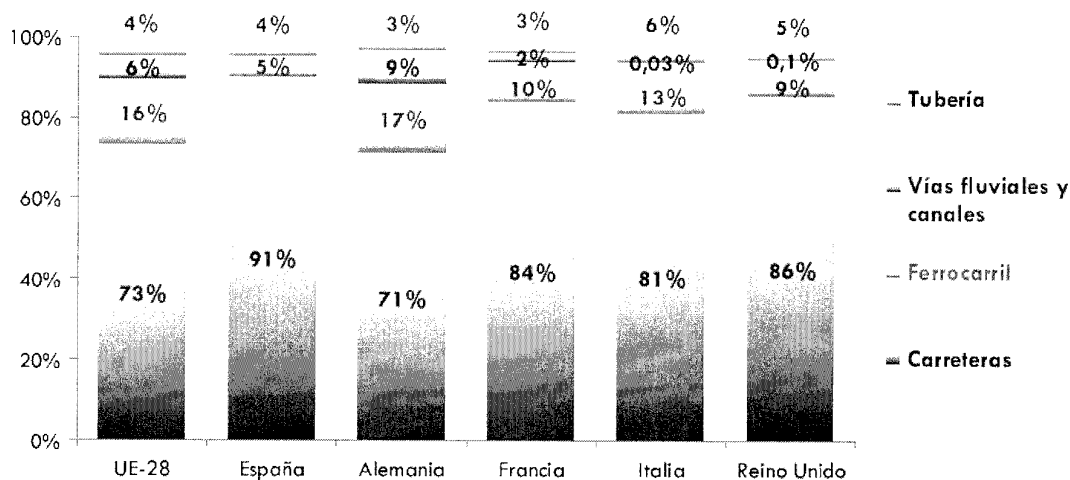 4% 4% 3% 3% 6% 5%
100%
6% 5% 9% 2% 0,03% 0,1%
16% 17% 10% 13% 9%
80%
60%
40%
20%
0%
73% 91% 71% 84% 81% 86%
UE-28 España Alemania Francia Italia Reino Unido
Tubería
Vías fluviales y
canales
Ferrocarril
Carreteras